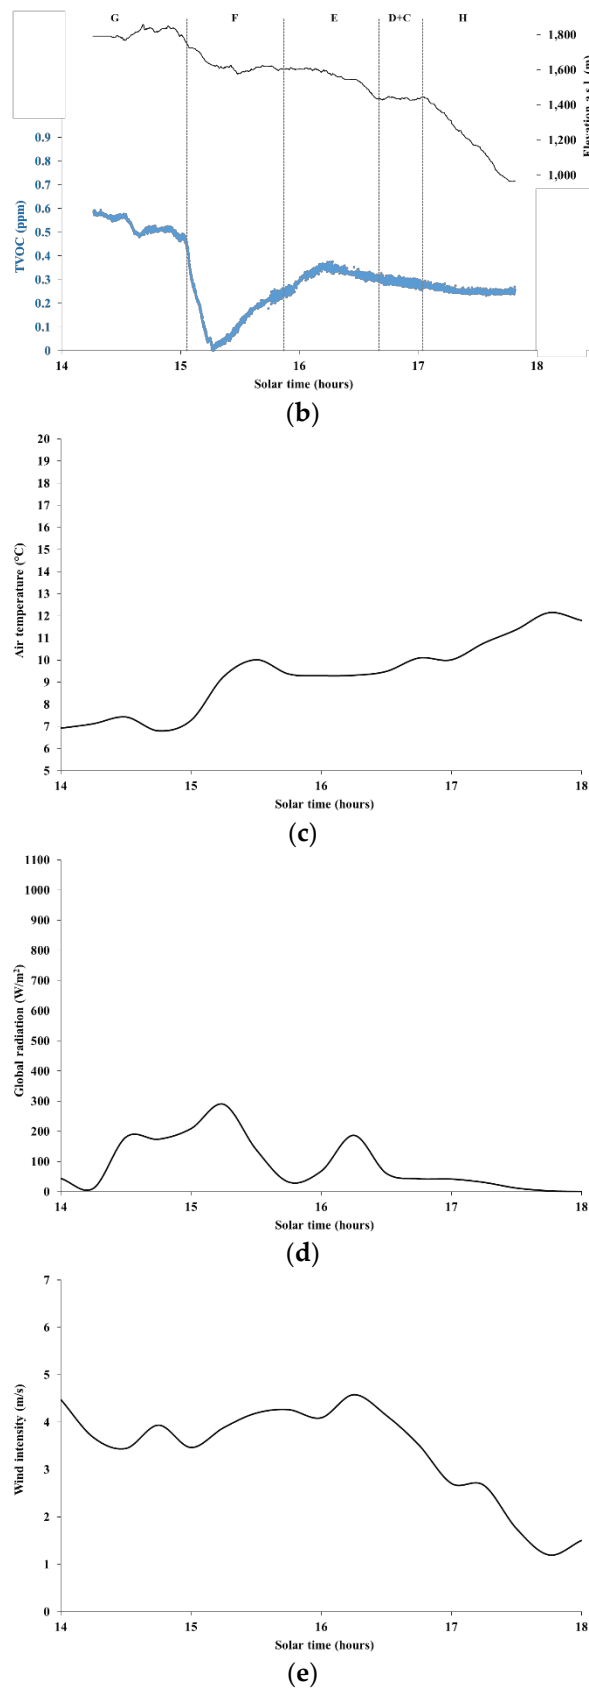 G F E D+C H
1,800
1,600
1,400
1,200
1,000
Elevation a.s.l. (m)
0.9
0.8
0.7
0.6
0.5
0.4
0.3
0.2
0.1
0
TVOC (ppm)
14 15 16 17 18
Solar time (hours)
(b)
20
19
18
17
16
15
14
13
12
11
10
9
8
7
6
5
Air temperature (°C)
14 15 16 17 18
Solar time (hours)
(c)
1100
1000
900
800
700
600
500
400
300
200
100
0
Global radiation (W/m²)
14 15 16 17 18
Solar time (hours)
(d)
7
6
5
4
3
2
1
0
Wind intensity (m/s)
14 15 16 17 18
Solar time (hours)
(e)